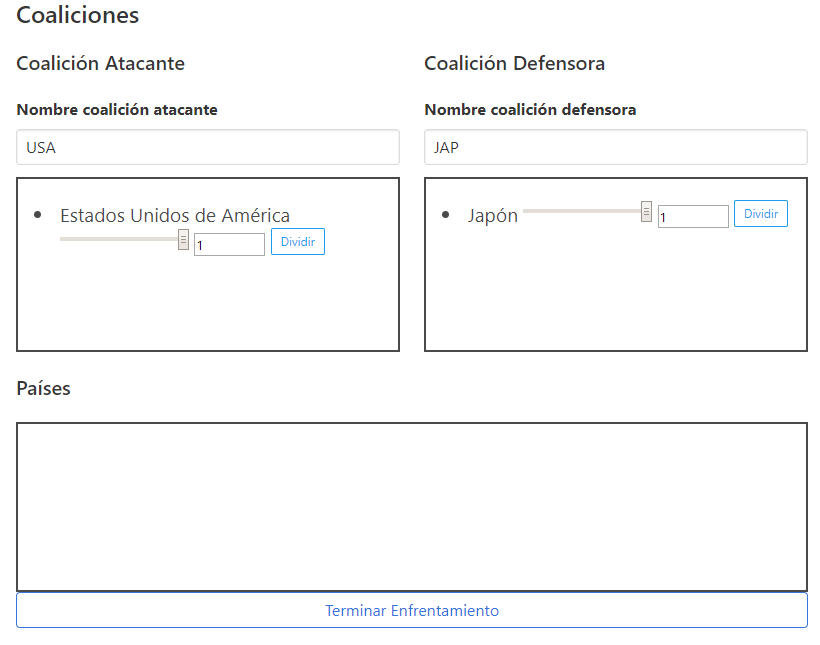 Coaliciones
Coalición Atacante
Nombre coalición atacante
USA
Estados Unidos de América
1
Dividir
Coalición Defensora
Nombre coalición defensora
JAP
Japón 1 Dividir
Países
Terminar Enfrentamiento